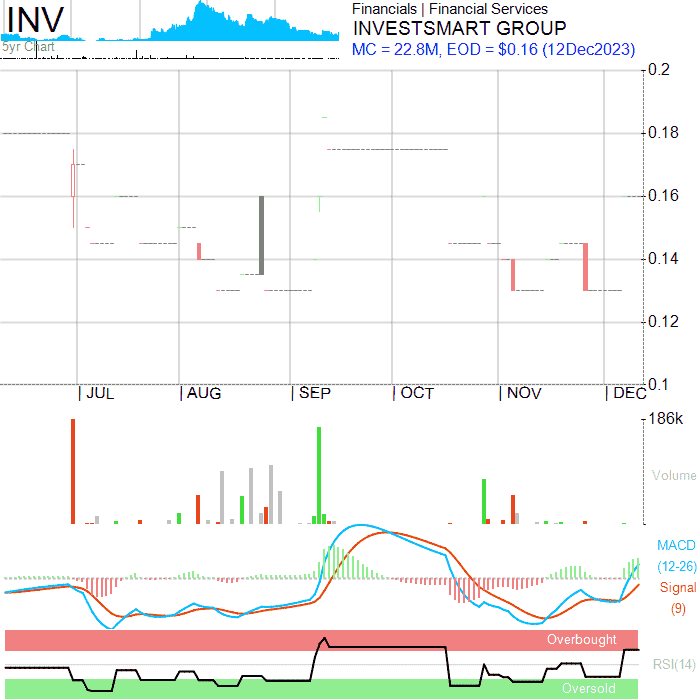 INV
5yr Chart
Financials | Financial Services
INVESTSMART GROUP
MC = 22.8M, EOD = $0.16 (12Dec2023)
0.2
0.18
0.16
0.14
0.12
0.1
| JUL | AUG | SEP | OCT | NOV | DEC
186k
Volume
MACD
(12-26)
Signal
(9)
Overbought
RSI(14)
Oversold